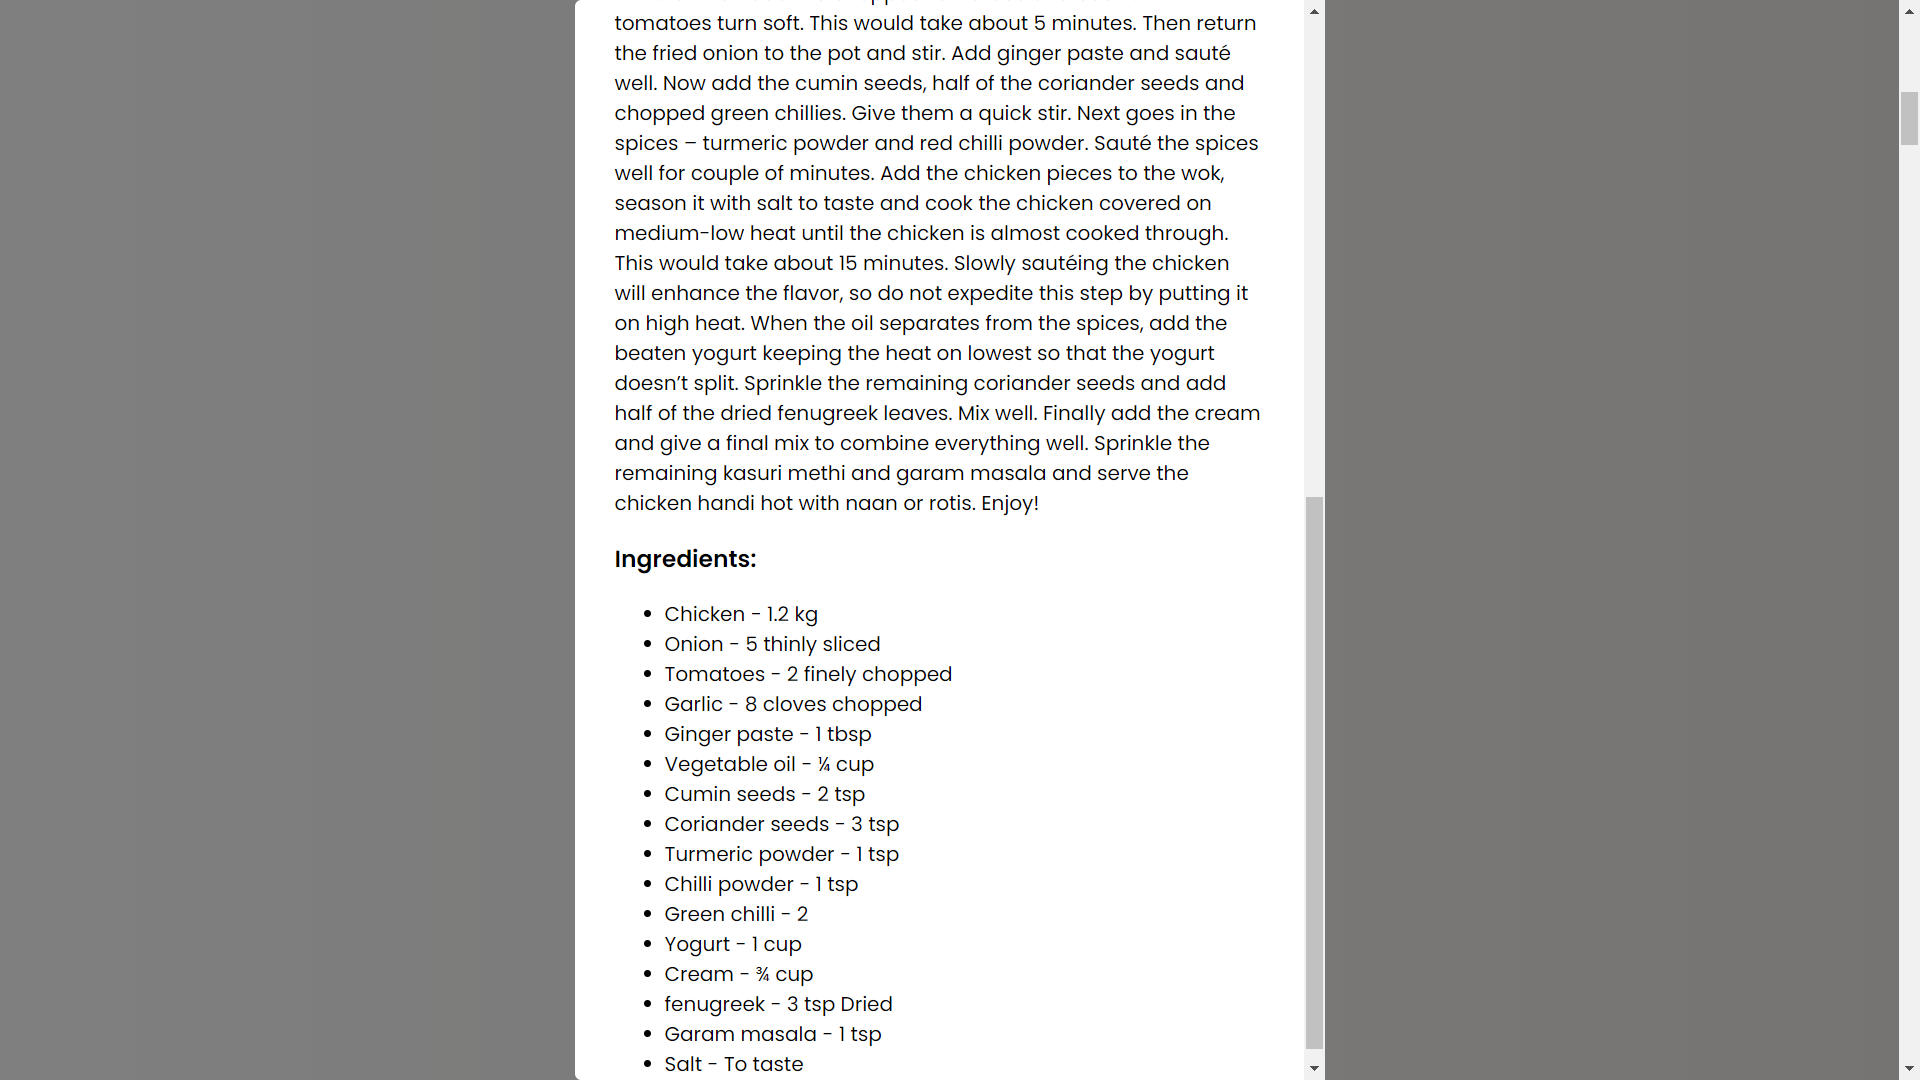 tomatoes turn soft. This would take about 5 minutes. Then return
the fried onion to the pot and stir. Add ginger paste and sauté
well. Now add the cumin seeds, half of the coriander seeds and
chopped green chillies. Give them a quick stir. Next goes in the
spices – turmeric powder and red chilli powder. Sauté the spices
well for couple of minutes. Add the chicken pieces to the wok,
season it with salt to taste and cook the chicken covered on
medium-low heat until the chicken is almost cooked through.
This would take about 15 minutes. Slowly sautéing the chicken
will enhance the flavor, so do not expedite this step by putting it
on high heat. When the oil separates from the spices, add the
beaten yogurt keeping the heat on lowest so that the yogurt
doesn’t split. Sprinkle the remaining coriander seeds and add
half of the dried fenugreek leaves. Mix well. Finally add the cream
and give a final mix to combine everything well. Sprinkle the
remaining kasuri methi and garam masala and serve the
chicken handi hot with naan or rotis. Enjoy!
Ingredients:
• Chicken - 1.2 kg
• Onion - 5 thinly sliced
• Tomatoes - 2 finely chopped
• Garlic - 8 cloves chopped
• Ginger paste - 1 tbsp
• Vegetable oil - ¼ cup
• Cumin seeds - 2 tsp
• Coriander seeds - 3 tsp
• Turmeric powder - 1 tsp
• Chilli powder - 1 tsp
• Green chilli - 2
• Yogurt - 1 cup
• Cream - ¾ cup
• fenugreek - 3 tsp Dried
• Garam masala - 1 tsp
• Salt - To taste